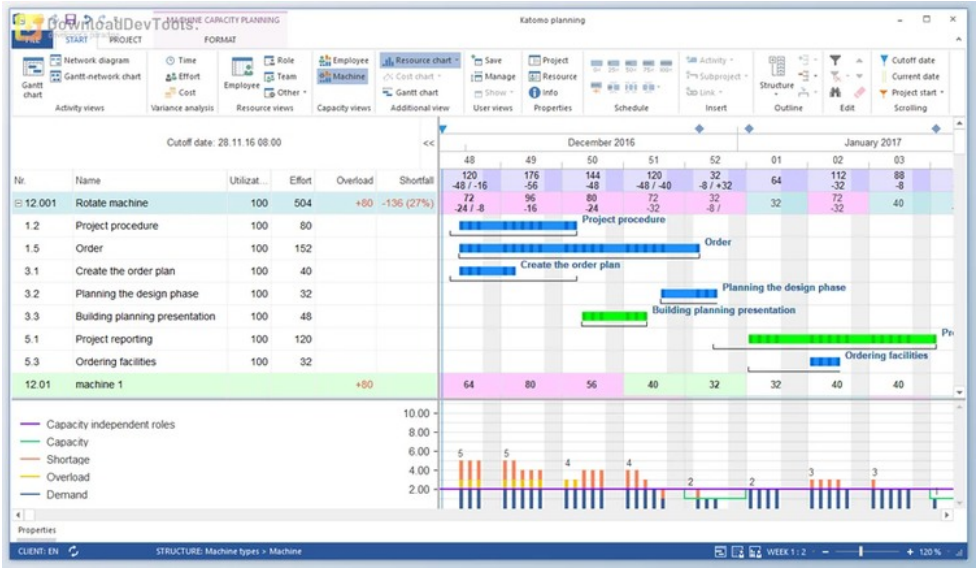 DownloadDevTools.
MACHINE CAPACITY PLANNING
Katomo planning
FILE START PROJECT FORMAT
Gantt chart
Network diagram
Gantt-network chart
Activity views
Time
Effort
Cost
Variance analysis
Employee
Role
Team
Other
Resource views
Employee
Machine
Capacity views
Resource chart
Cost chart
Gantt chart
Additional view
Save
Manage
Show
User views
Project
Resource
Info
Properties
Schedule
Activity
Subproject
Link
Insert
Structure
Outline
Edit
Cutoff date
Current date
Project start
Scrolling
Cutoff date: 28.11.16 08:00 <<
December 2016 January 2017
48 49 50 51 52 01 02 03
Nr. Name Utilizat... Effort Overload Shortfall
120 176 144 120 32 64 112 88
-48 / -16 -56 -48 -48 / -40 -8 / +32 -32 -8
12.001 Rotate machine 100 504 +80 -136 (27%)
72 96 80 72 32 32 72 40
-24 / -8 -16 -24 -32 -8 / -32
1.2 Project procedure 100 80 Project procedure
1.5 Order 100 152 Order
3.1 Create the order plan 100 40 Create the order plan
3.2 Planning the design phase 100 32 Planning the design phase
3.3 Building planning presentation 100 48 Building planning presentation
5.1 Project reporting 100 120 Pr
5.3 Ordering facilities 100 32 Ordering facilities
12.01 machine 1 +80 64 80 56 40 32 32 40 40
Capacity independent roles
Capacity
Shortage
Overload
Demand
10.00
8.00
6.00
4.00
2.00
5 5 4 4 2 2 3 3 1
Properties
CLIENT: EN STRUCTURE: Machine types > Machine WEEK 1 : 2 - + 120 %